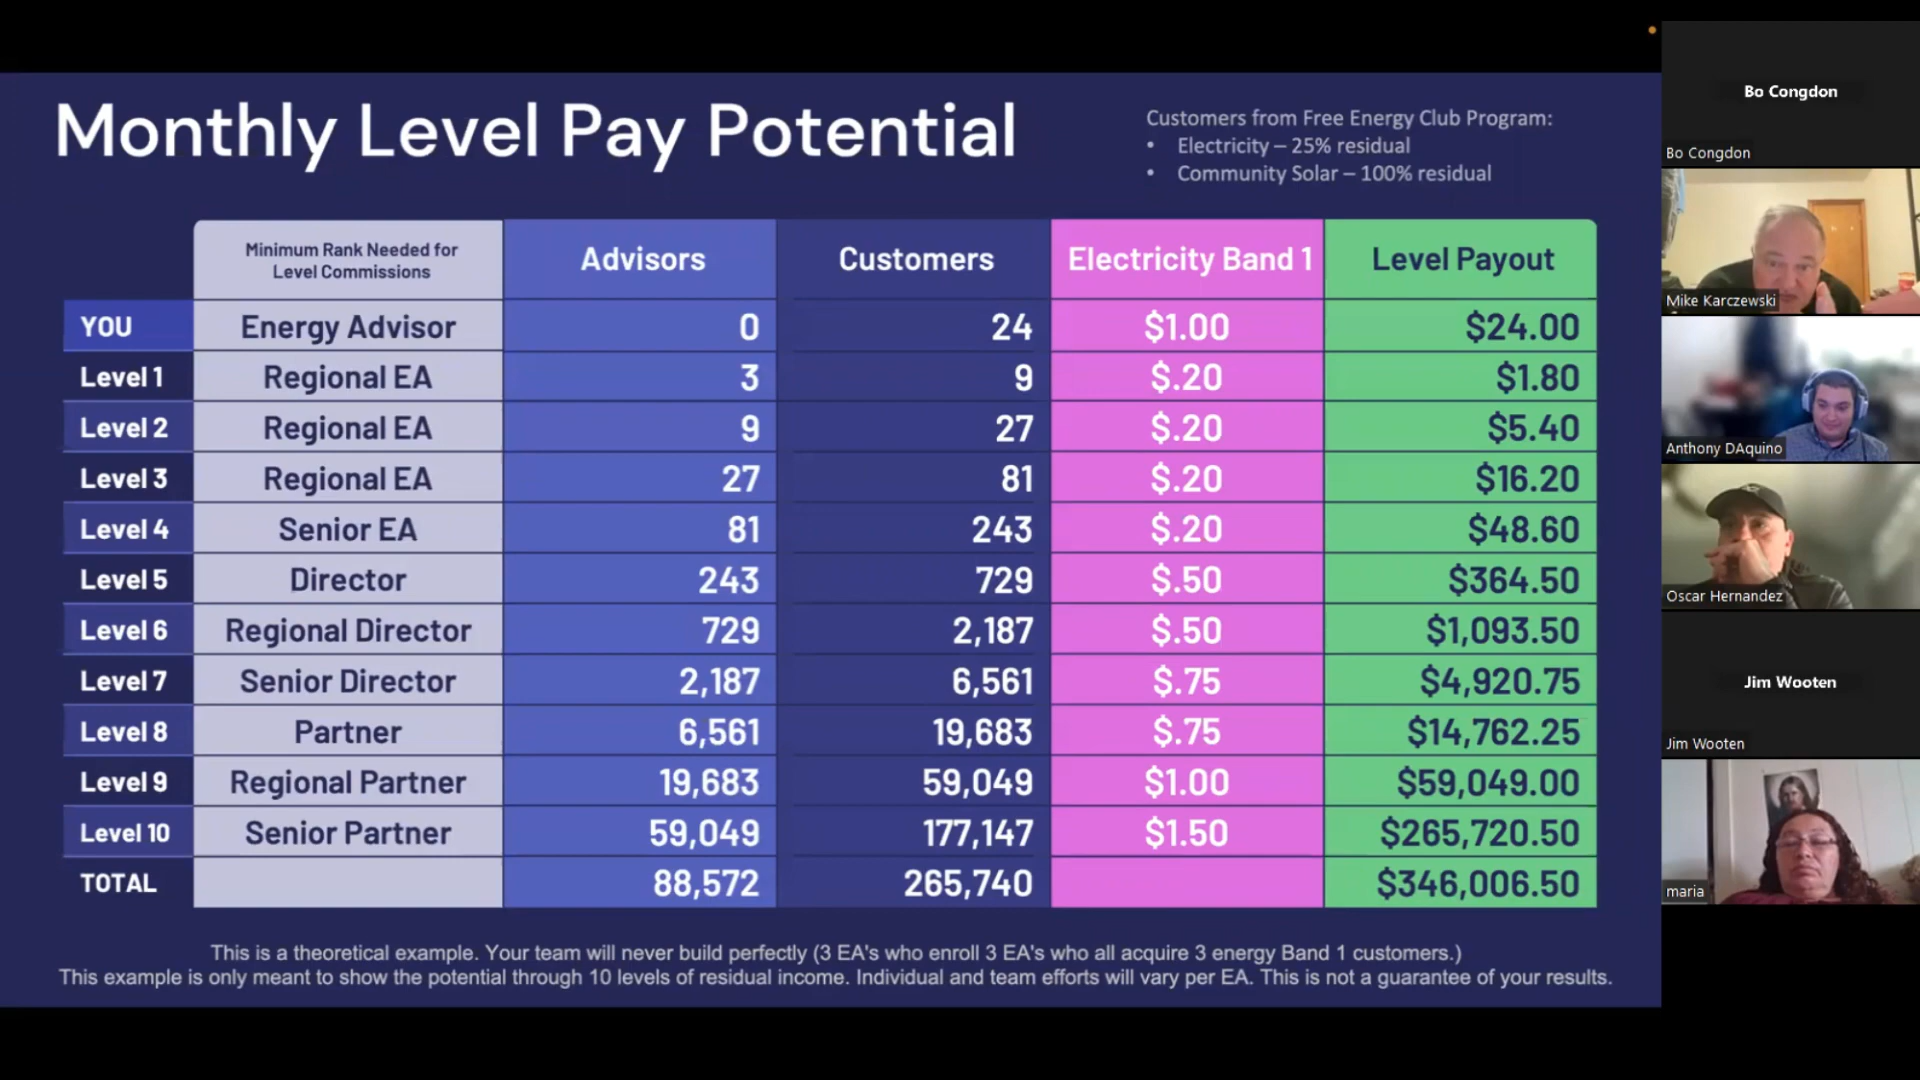 Monthly Level Pay Potential
Customers from Free Energy Club Program:
• Electricity – 25% residual
• Community Solar – 100% residual
Minimum Rank Needed for
Level Commissions
Advisors
Customers
Electricity Band 1
Level Payout
YOU Energy Advisor 0 24 $1.00 $24.00
Level 1 Regional EA 3 9 $.20 $1.80
Level 2 Regional EA 9 27 $.20 $5.40
Level 3 Regional EA 27 81 $.20 $16.20
Level 4 Senior EA 81 243 $.20 $48.60
Level 5 Director 243 729 $.50 $364.50
Level 6 Regional Director 729 2,187 $.50 $1,093.50
Level 7 Senior Director 2,187 6,561 $.75 $4,920.75
Level 8 Partner 6,561 19,683 $.75 $14,762.25
Level 9 Regional Partner 19,683 59,049 $1.00 $59,049.00
Level 10 Senior Partner 59,049 177,147 $1.50 $265,720.50
TOTAL 88,572 265,740 $346,006.50
This is a theoretical example. Your team will never build perfectly (3 EA's who enroll 3 EA's who all acquire 3 energy Band 1 customers.)
This example is only meant to show the potential through 10 levels of residual income. Individual and team efforts will vary per EA. This is not a guarantee of your results.
Bo Congdon
Bo Congdon
Mike Karczewski
Anthony DAquino
Oscar Hernandez
Jim Wooten
Jim Wooten
maria